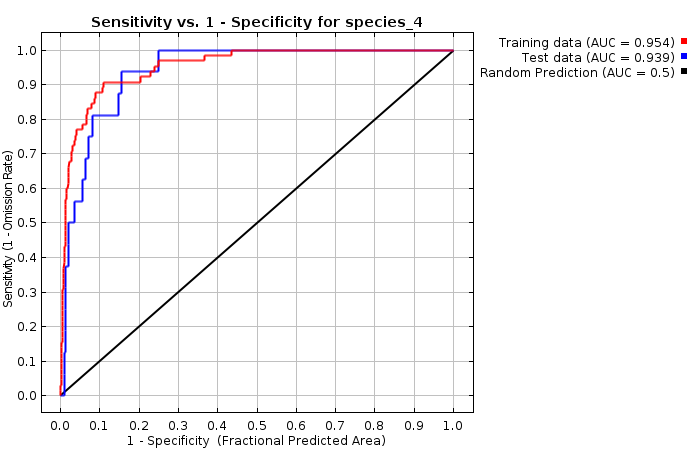 Sensitivity vs. 1 - Specificity for species_4
Training data (AUC = 0.954)
Test data (AUC = 0.939)
Random Prediction (AUC = 0.5)
Sensitivity (1 - Omission Rate)
1.0
0.9
0.8
0.7
0.6
0.5
0.4
0.3
0.2
0.1
0.0
0.0 0.1 0.2 0.3 0.4 0.5 0.6 0.7 0.8 0.9 1.0
1 - Specificity (Fractional Predicted Area)